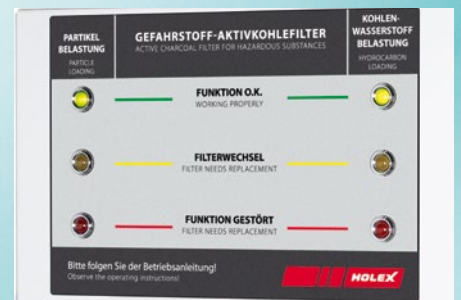 PARTIKEL
BELASTUNG
PARTICLE
LOADING
GEFAHRSTOFF-AKTIVKOHLEFILTER
ACTIVE CHARCOAL FILTER FOR HAZARDOUS SUBSTANCES
KOHLEN-
WASSERSTOFF
BELASTUNG
HYDROCARBON
LOADING
FUNKTION O.K.
WORKING PROPERLY
FILTERWECHSEL
FILTER NEEDS REPLACEMENT
FUNKTION GESTÖRT
FILTER NEEDS REPLACEMENT
Bitte folgen Sie der Betriebsanleitung!
Observe the operating instructions!
HOLEX